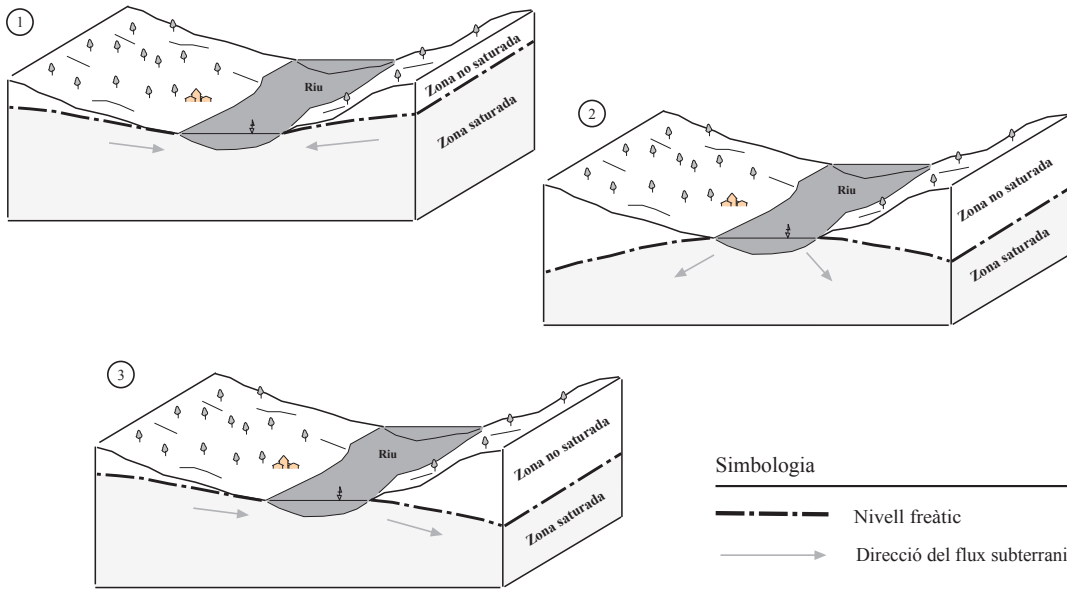 1
Riu
Zona no saturada
Zona saturada
2
Riu
Zona no saturada
Zona saturada
3
Riu
Zona no saturada
Zona saturada
Simbologia
Nivell freàtic
Direcció del flux subterrani